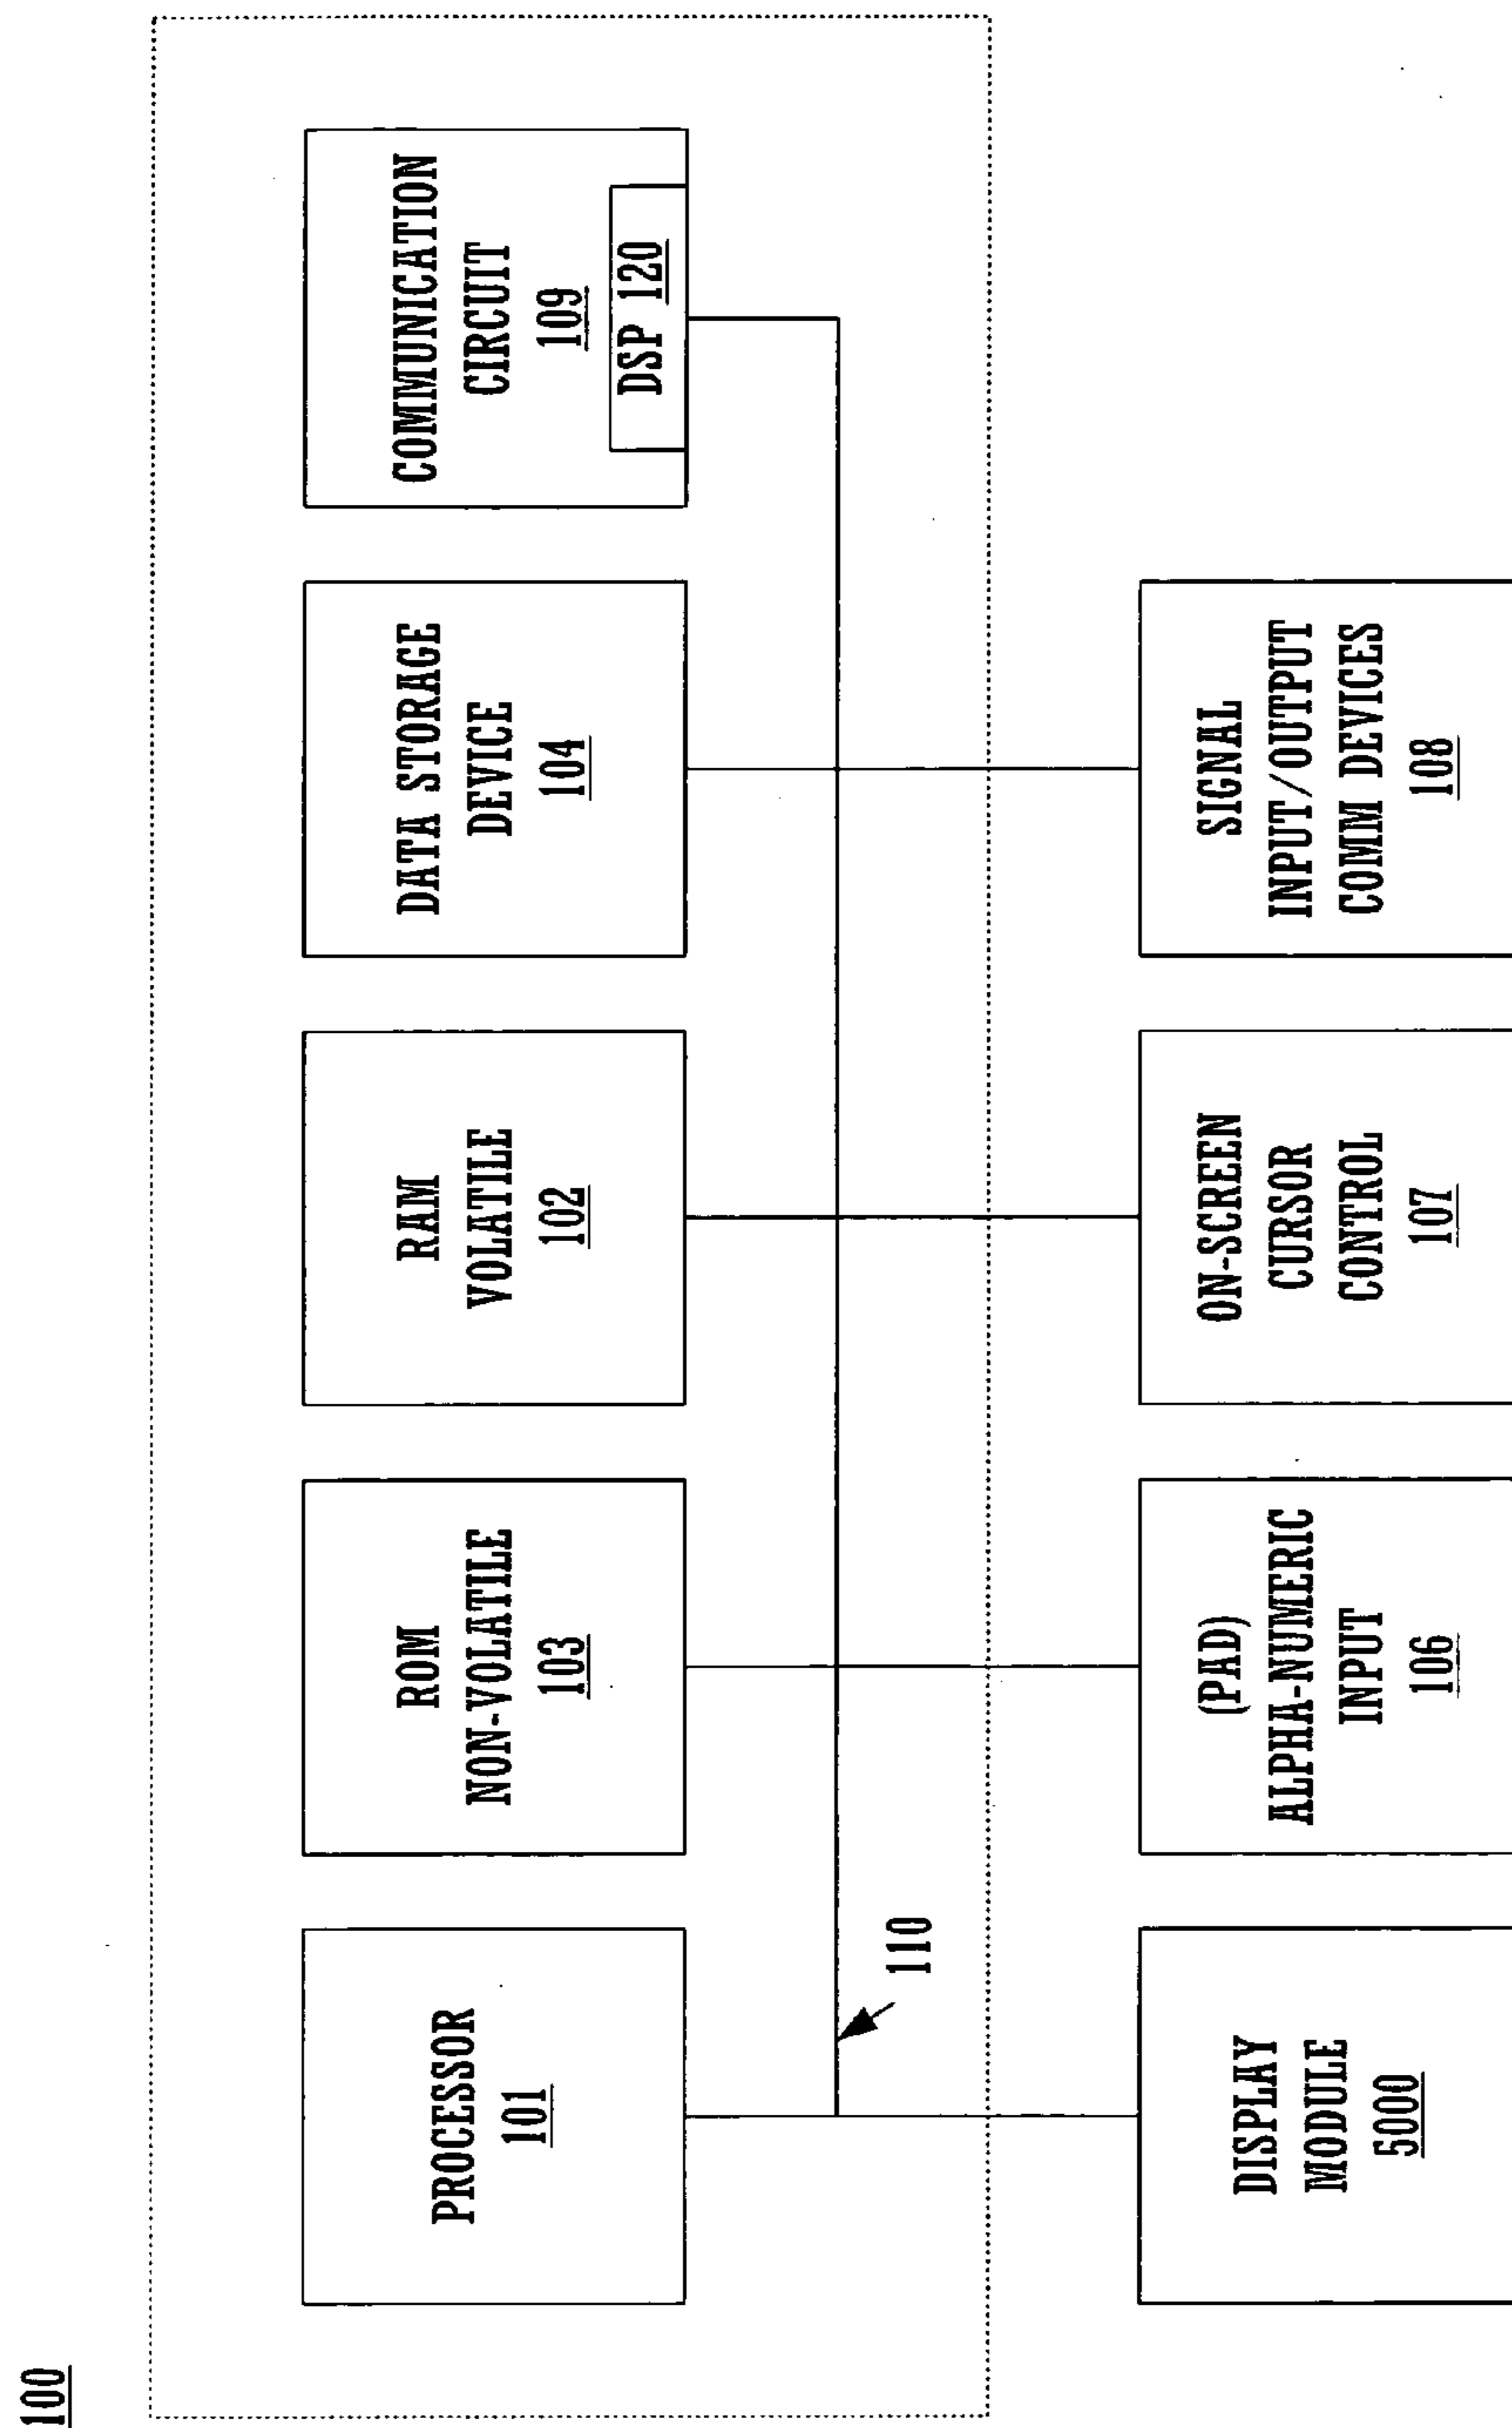 100
PROCESSOR
101
ROM
NON-VOLATILE
103
RAM
VOLATILE
102
DATA STORAGE
DEVICE
104
COMMUNICATION
CIRCUIT
109
DSP 120
110
DISPLAY
MODULE
5000
(PAD)
ALPHA-NUMERIC
INPUT
106
ON-SCREEN
CURSOR
CONTROL
107
SIGNAL
INPUT/OUTPUT
COMM DEVICES
108